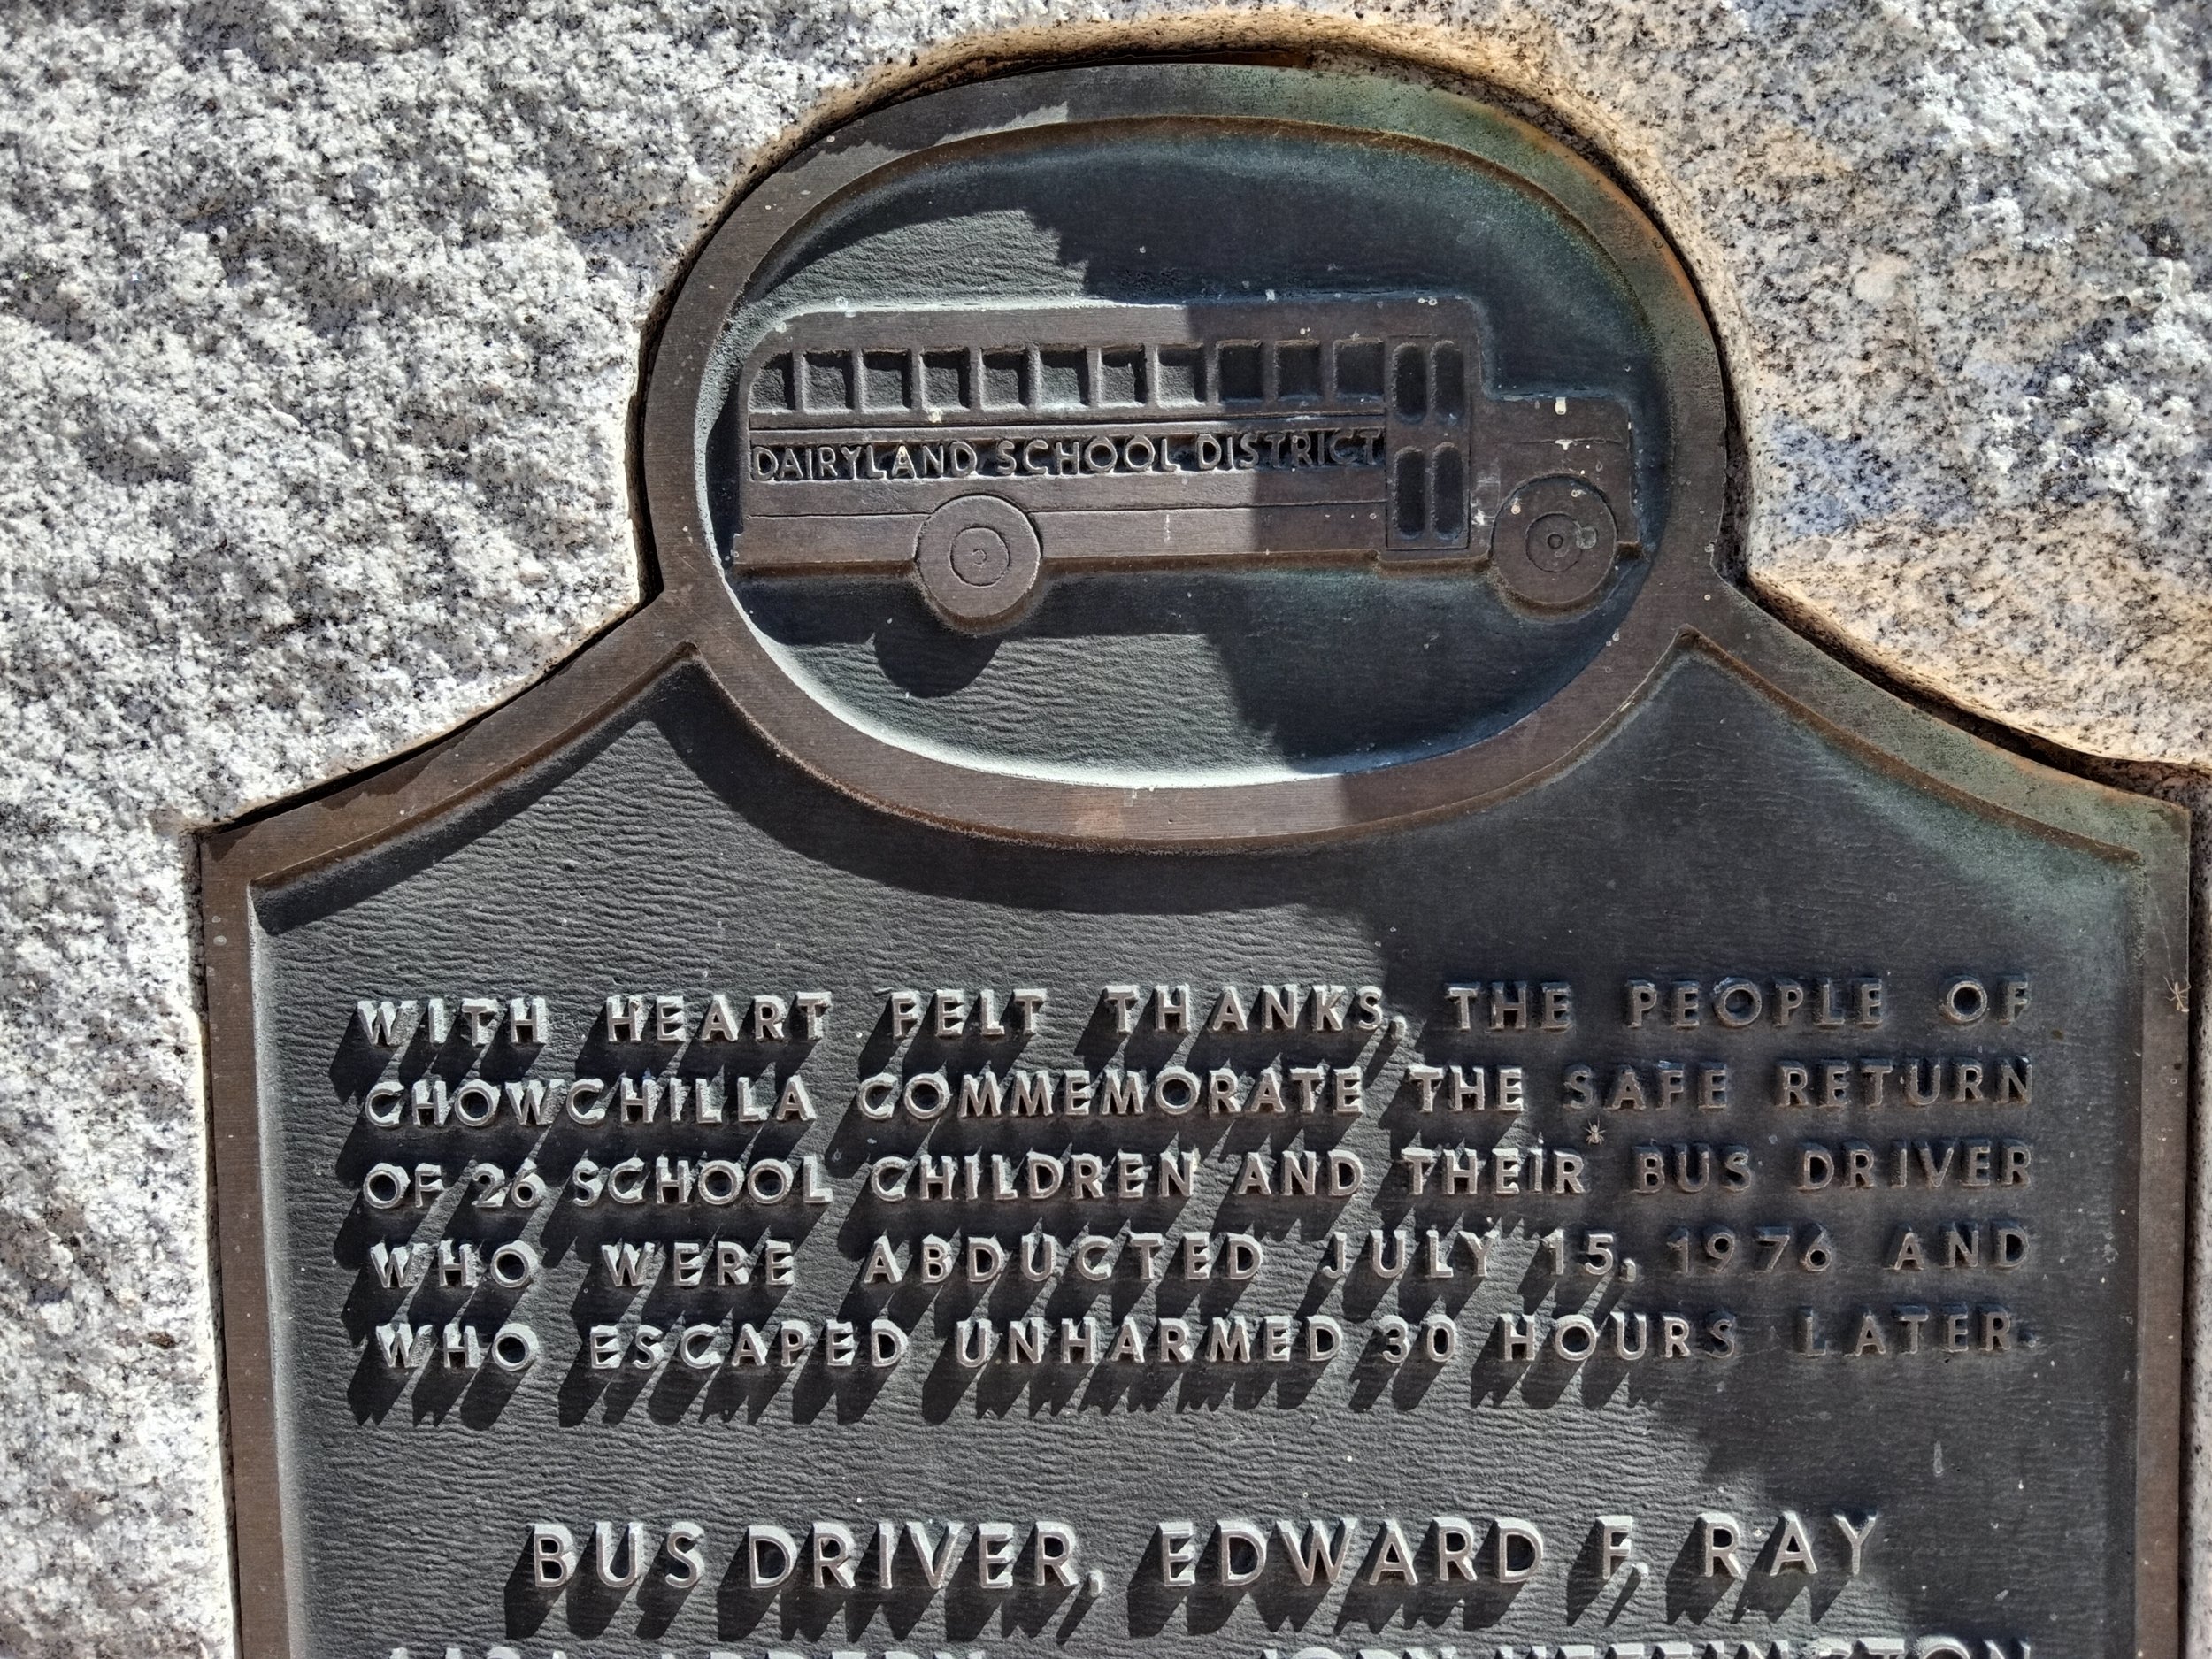 DAIRYLAND SCHOOL DISTRICT
WITH HEART FELT THANKS, THE PEOPLE OF
CHOWCHILLA COMMEMORATE THE SAFE RETURN
OF 26 SCHOOL CHILDREN AND THEIR BUS DRIVER
WHO WERE ABDUCTED JULY 15, 1976 AND
WHO ESCAPED UNHARMED 30 HOURS LATER.
BUS DRIVER, EDWARD F. RAY